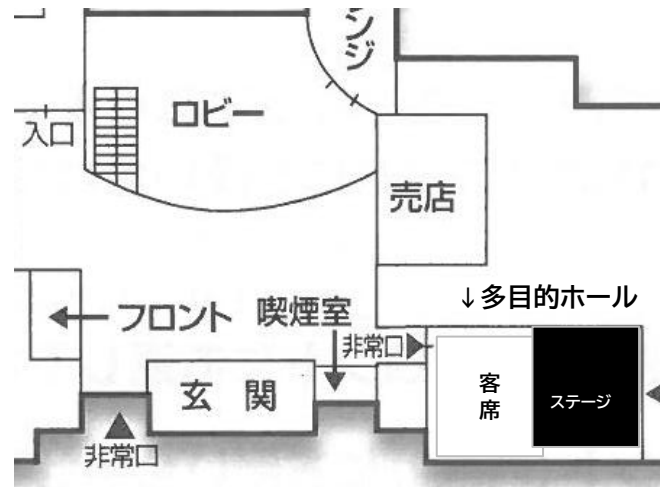 ンジ
ロビー
入口
売店
↓多目的ホール
フロント
喫煙室
非常口
客席
ステージ
玄関
非常口